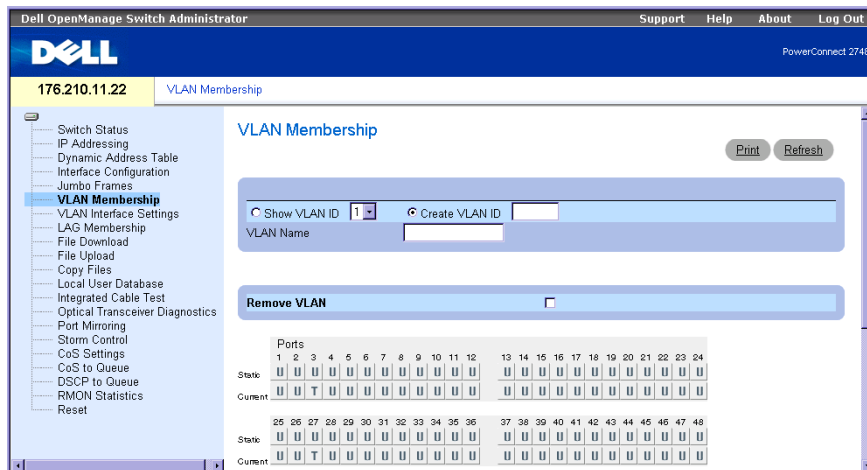 Dell OpenManage Switch Administrator Support Help About Log Out
DELL
PowerConnect 2748
176.210.11.22 VLAN Membership
Switch Status
IP Addressing
Dynamic Address Table
Interface Configuration
Jumbo Frames
VLAN Membership
VLAN Interface Settings
LAG Membership
File Download
File Upload
Copy Files
Local User Database
Integrated Cable Test
Optical Transceiver Diagnostics
Port Mirroring
Storm Control
CoS Settings
CoS to Queue
DSCP to Queue
RMON Statistics
Reset
VLAN Membership
Print Refresh
Show VLAN ID 1 Create VLAN ID
VLAN Name
Remove VLAN
Ports
1 2 3 4 5 6 7 8 9 10 11 12 13 14 15 16 17 18 19 20 21 22 23 24
Static U U U U U U U U U U U U U U U U U U U U U U U U
Current U U T U U U U U U U U U U U U U U U U U U U U U
25 26 27 28 29 30 31 32 33 34 35 36 37 38 39 40 41 42 43 44 45 46 47 48
Static U U U U U U U U U U U U U U U U U U U U U U U U
Current U U T U U U U U U U U U U U U U U U U U U U U U